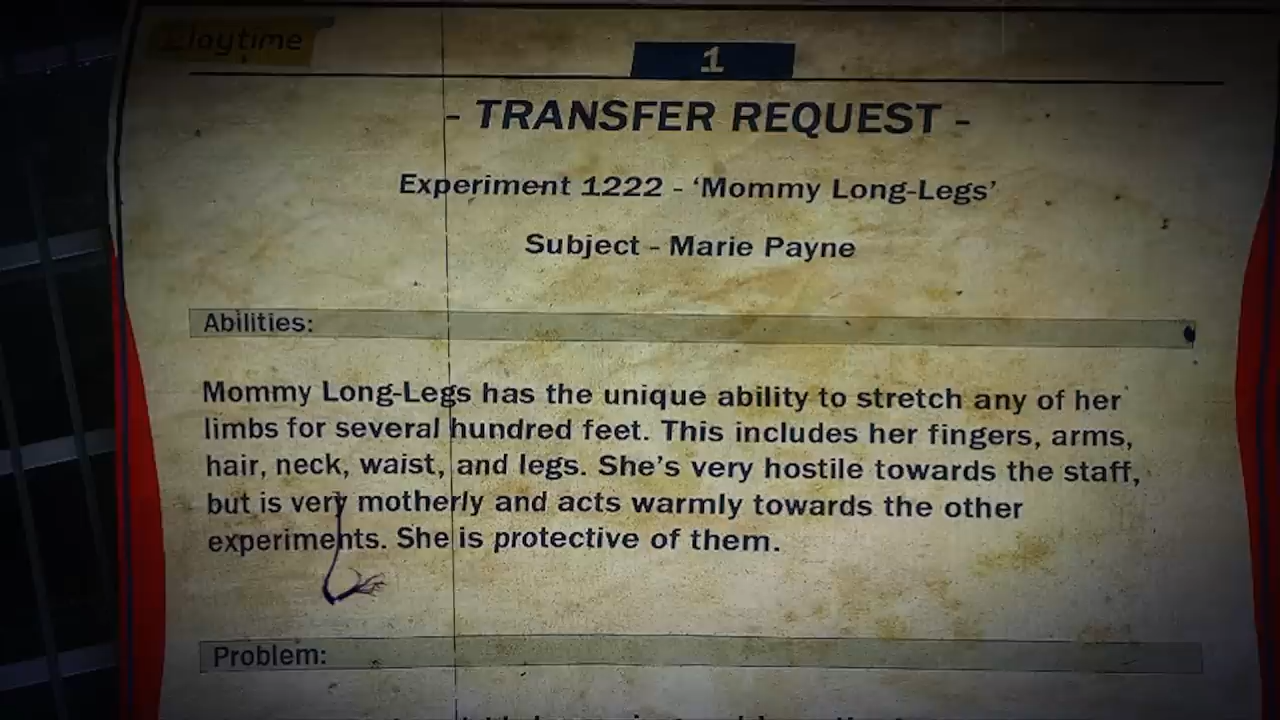 Playtime
1
- TRANSFER REQUEST -
Experiment 1222 - ‘Mommy Long-Legs’
Subject - Marie Payne
Abilities:
Mommy Long-Legs has the unique ability to stretch any of her
limbs for several hundred feet. This includes her fingers, arms,
hair, neck, waist, and legs. She’s very hostile towards the staff,
but is very motherly and acts warmly towards the other
experiments. She is protective of them.
Problem: